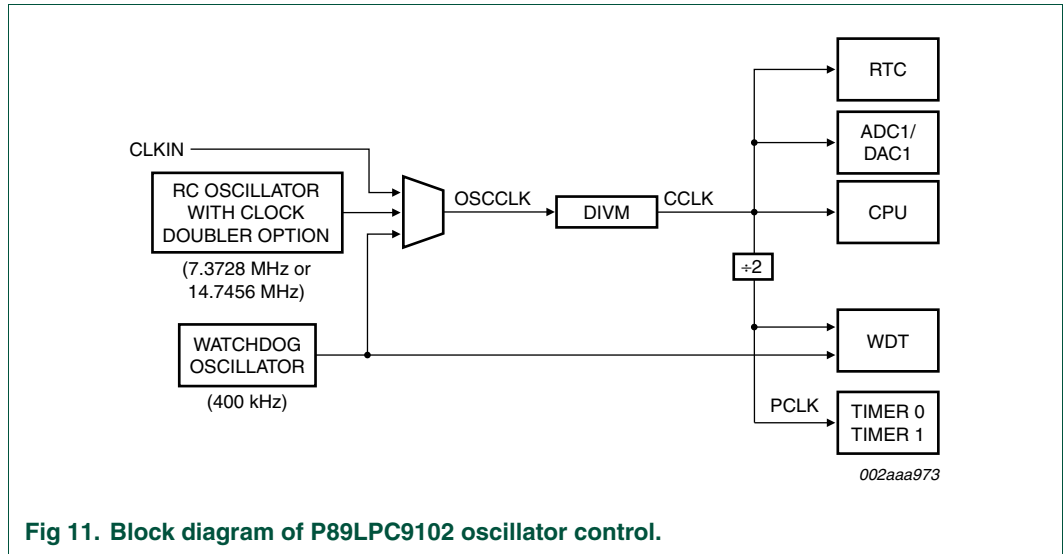 RTC
ADC1/
DAC1
CLKIN
RC OSCILLATOR
WITH CLOCK
DOUBLER OPTION
OSCCLK
DIVM
CCLK
CPU
(7.3728 MHz or
14.7456 MHz)
÷2
WATCHDOG
OSCILLATOR
WDT
(400 kHz)
PCLK
TIMER 0
TIMER 1
002aaa973
Fig 11. Block diagram of P89LPC9102 oscillator control.